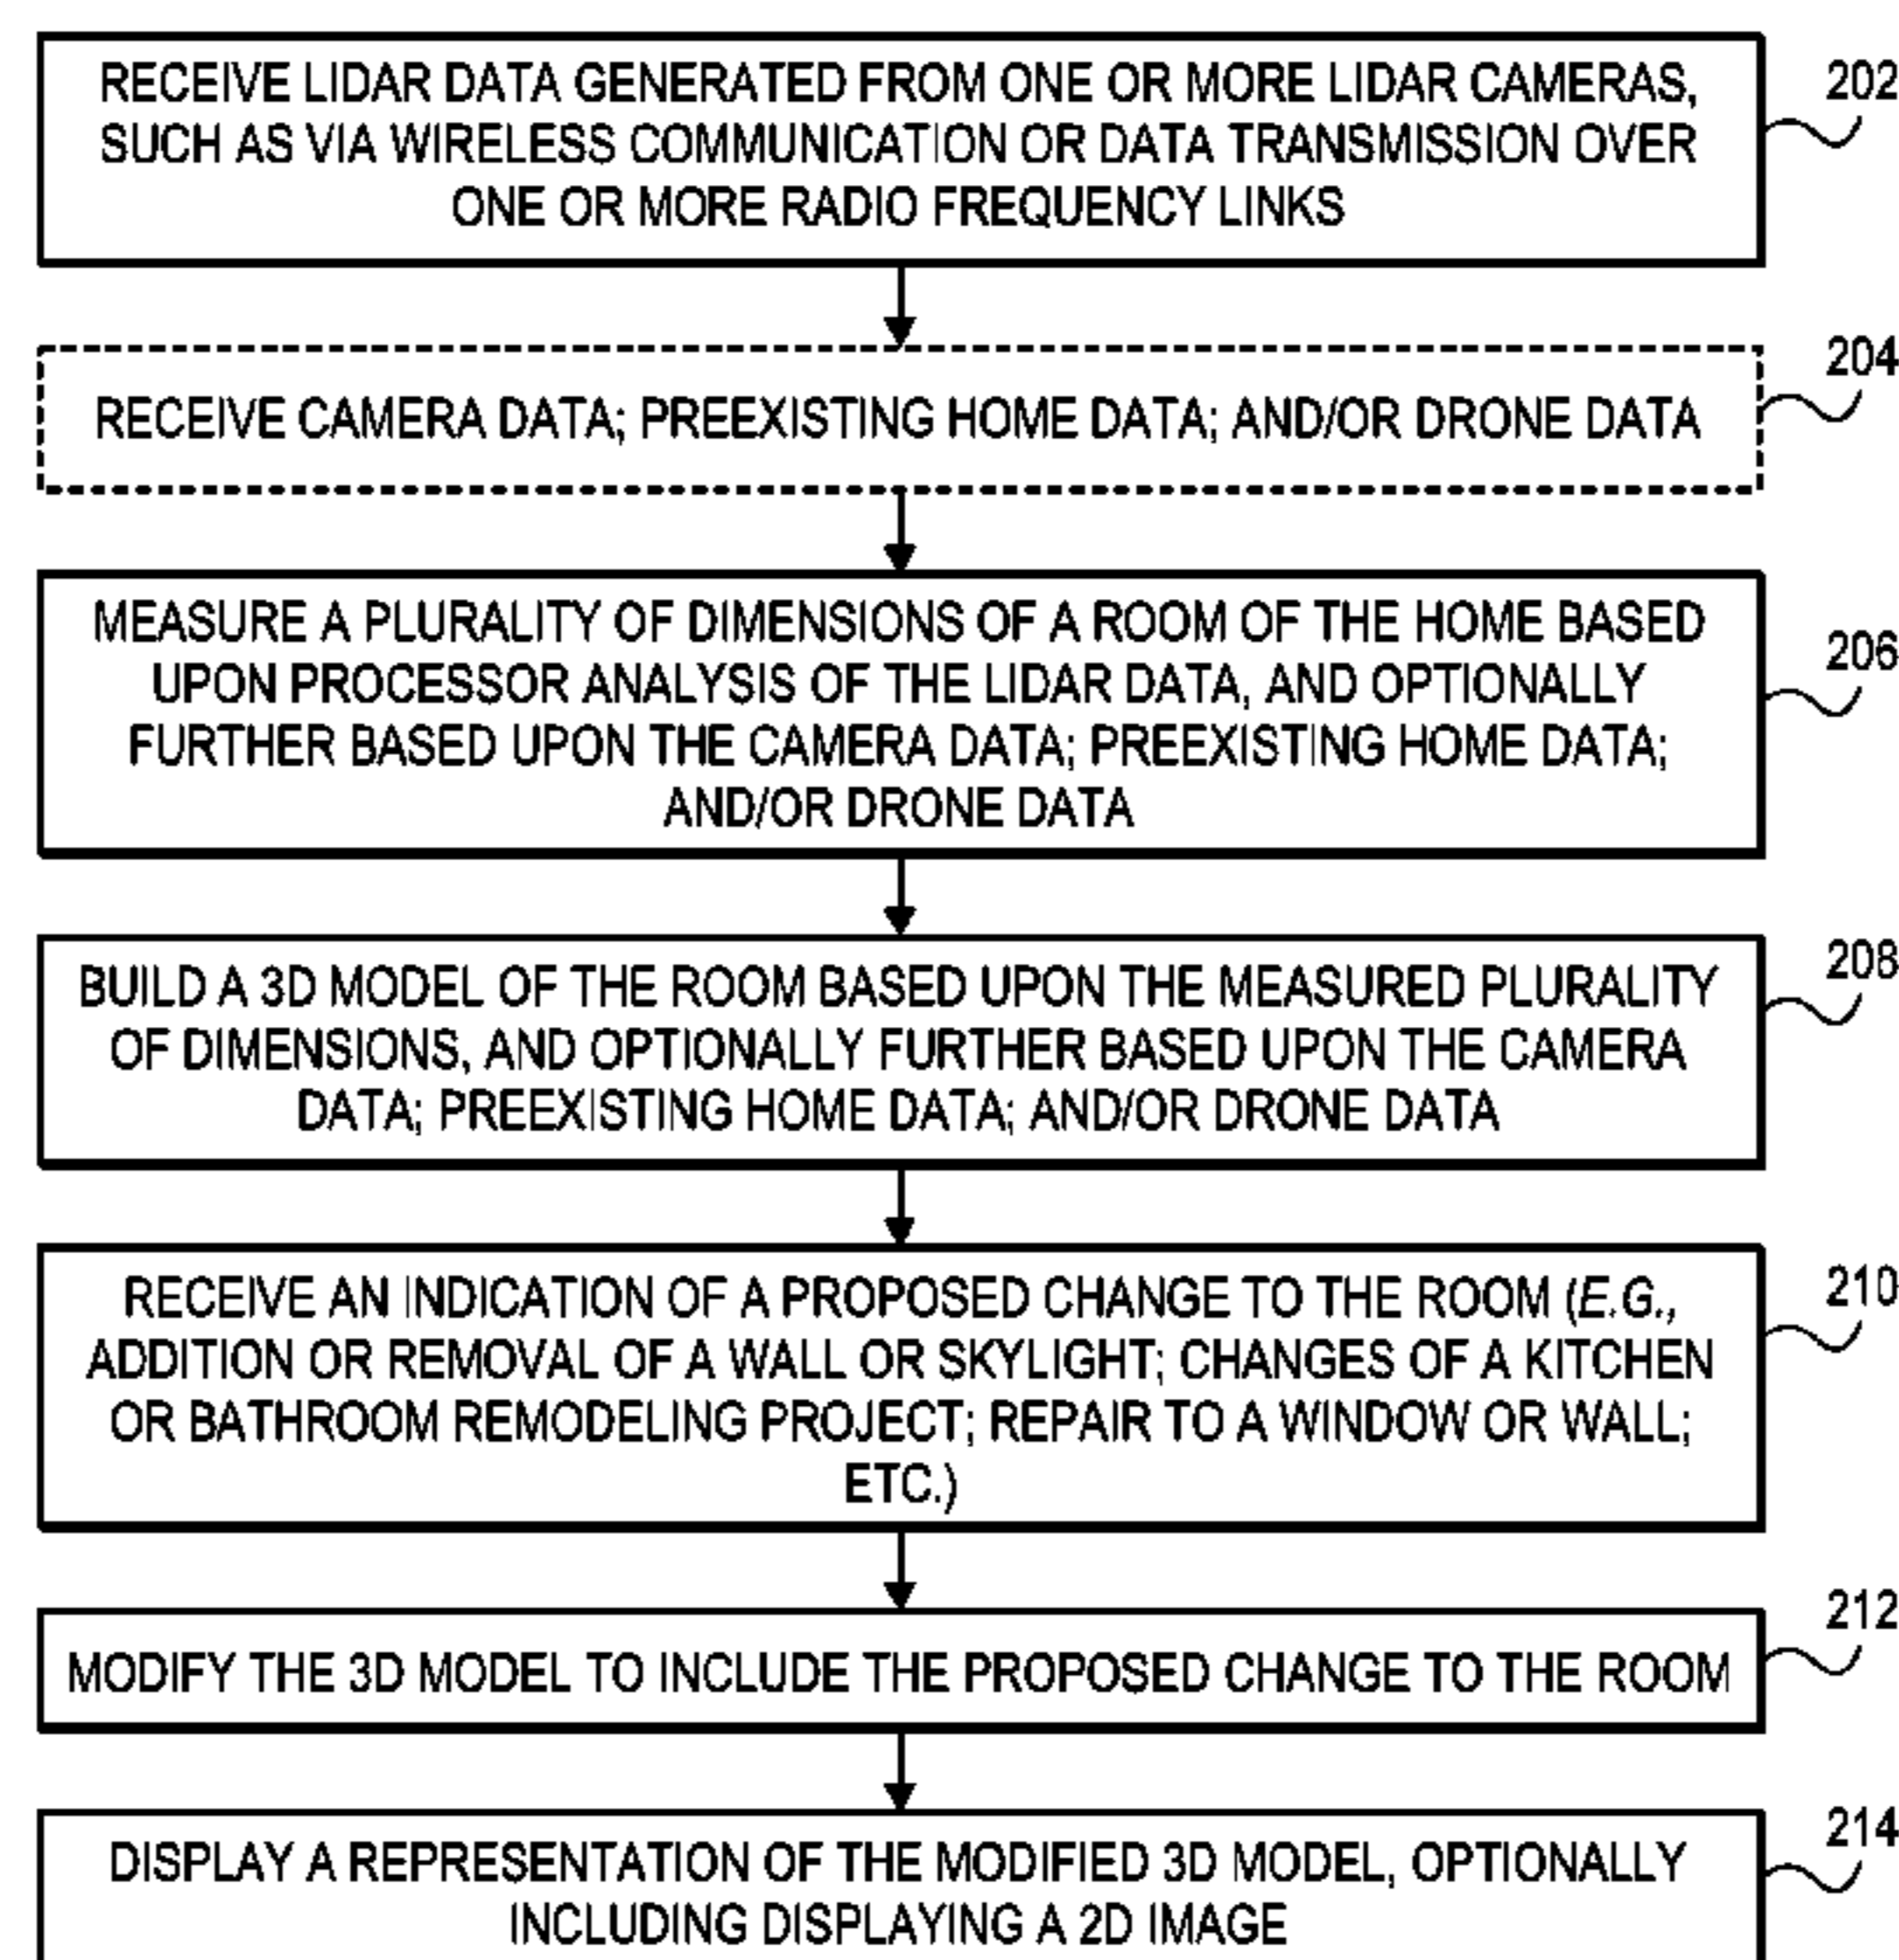 RECEIVE LIDAR DATA GENERATED FROM ONE OR MORE LIDAR CAMERAS,
SUCH AS VIA WIRELESS COMMUNICATION OR DATA TRANSMISSION OVER
ONE OR MORE RADIO FREQUENCY LINKS
202
RECEIVE CAMERA DATA; PREEXISTING HOME DATA; AND/OR DRONE DATA
204
MEASURE A PLURALITY OF DIMENSIONS OF A ROOM OF THE HOME BASED
UPON PROCESSOR ANALYSIS OF THE LIDAR DATA, AND OPTIONALLY
FURTHER BASED UPON THE CAMERA DATA; PREEXISTING HOME DATA;
AND/OR DRONE DATA
206
BUILD A 3D MODEL OF THE ROOM BASED UPON THE MEASURED PLURALITY
OF DIMENSIONS, AND OPTIONALLY FURTHER BASED UPON THE CAMERA
DATA; PREEXISTING HOME DATA; AND/OR DRONE DATA
208
RECEIVE AN INDICATION OF A PROPOSED CHANGE TO THE ROOM (E.G.,
ADDITION OR REMOVAL OF A WALL OR SKYLIGHT; CHANGES OF A KITCHEN
OR BATHROOM REMODELING PROJECT; REPAIR TO A WINDOW OR WALL;
ETC.)
210
MODIFY THE 3D MODEL TO INCLUDE THE PROPOSED CHANGE TO THE ROOM
212
DISPLAY A REPRESENTATION OF THE MODIFIED 3D MODEL, OPTIONALLY
INCLUDING DISPLAYING A 2D IMAGE
214